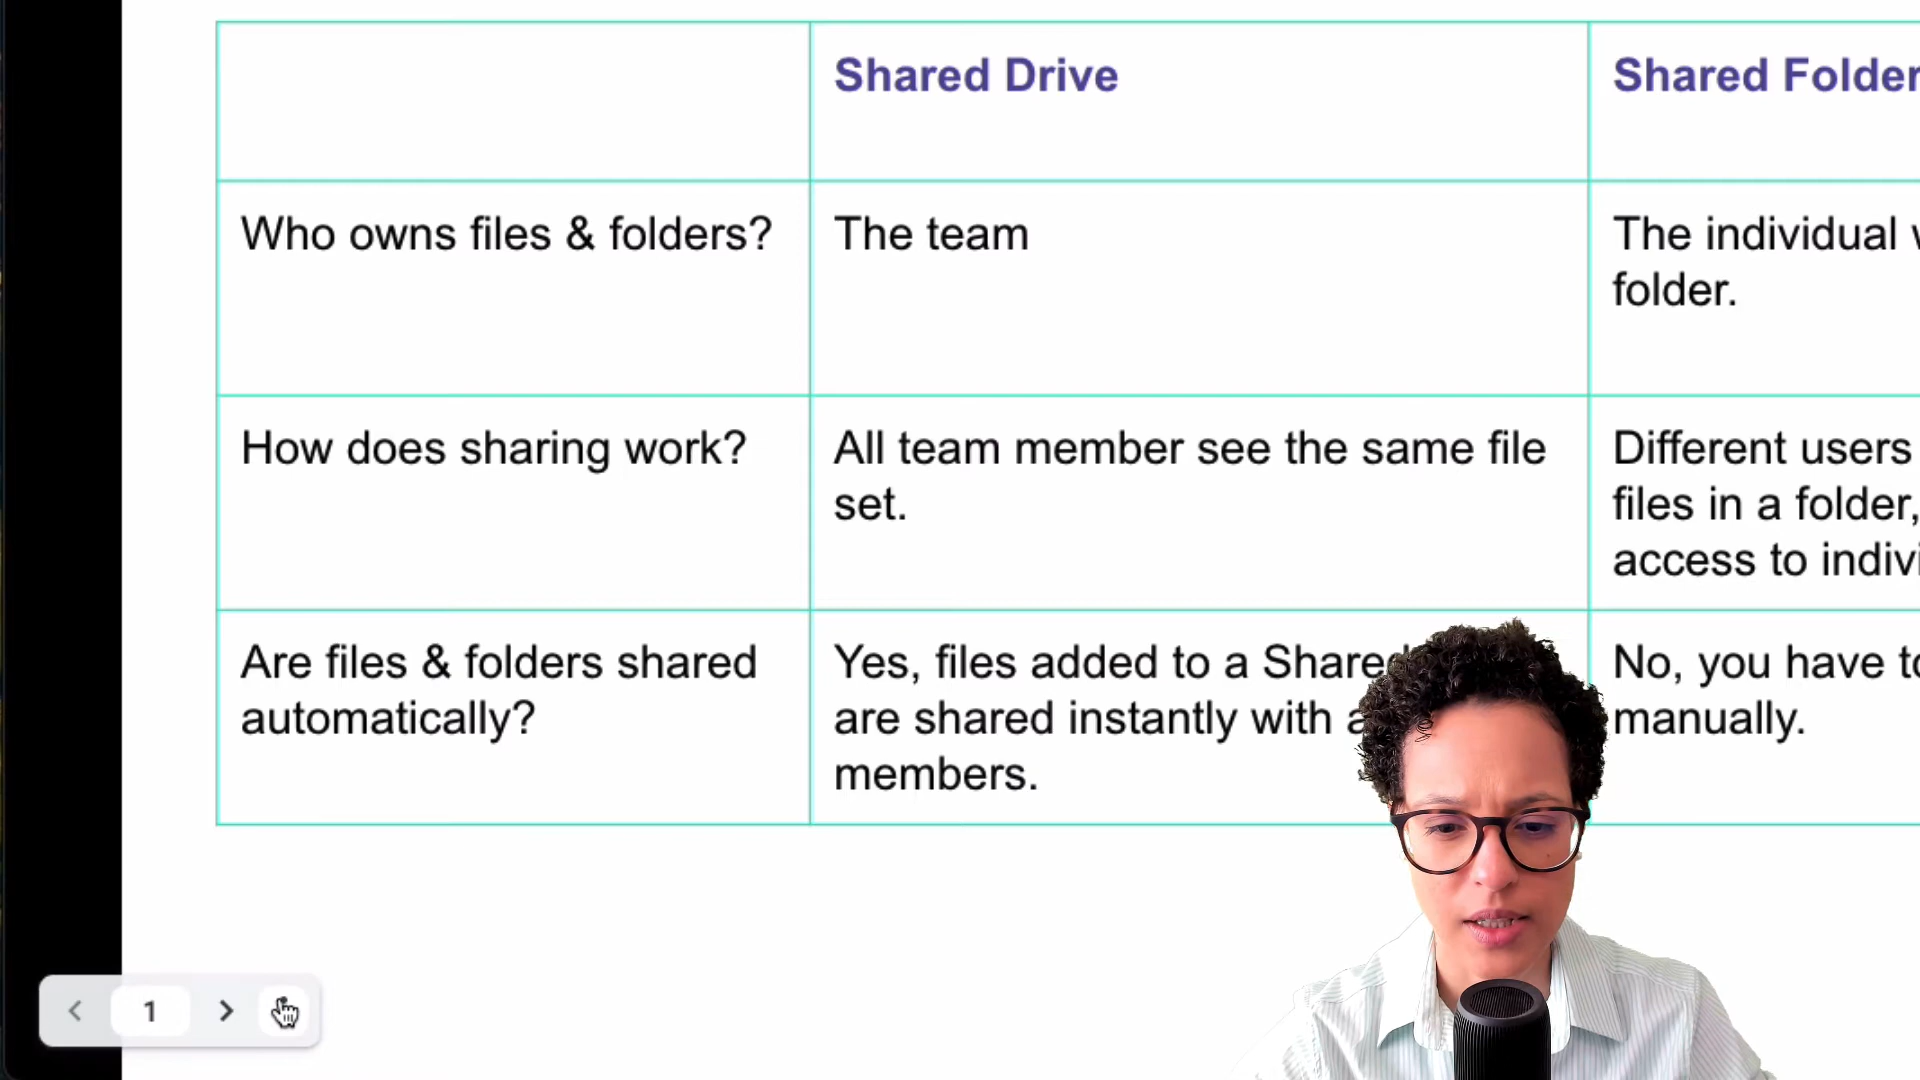 Shared Drive
Shared Folder
Who owns files & folders?
The team
The individual
folder.
How does sharing work?
All team member see the same file
set.
Different users
files in a folder,
access to
Are files & folders shared
automatically?
Yes, files added to a Shared
are shared instantly with
members.
No, you have
manually.
1